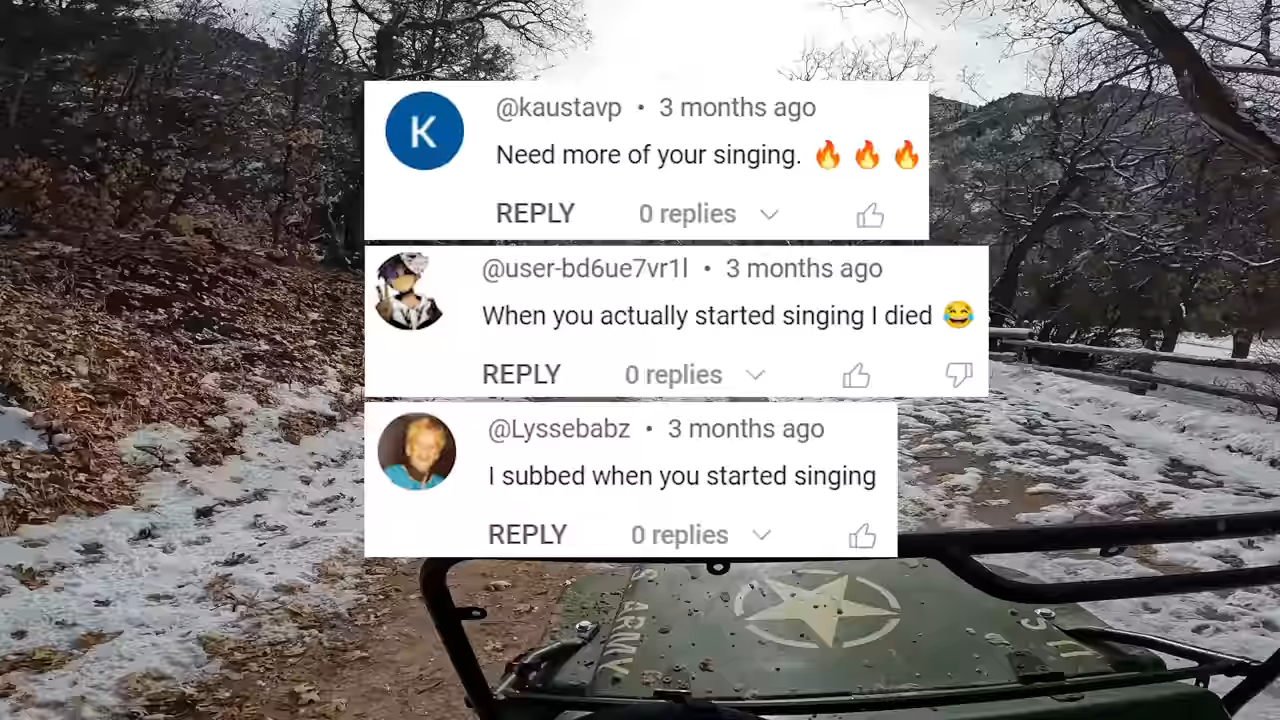 K
@kaustavp • 3 months ago
Need more of your singing. 🔥 🔥 🔥
REPLY 0 replies
@user-bd6ue7vr1l • 3 months ago
When you actually started singing I died 😂
REPLY 0 replies
@Lyssebabz • 3 months ago
I subbed when you started singing
REPLY 0 replies
S ARMY